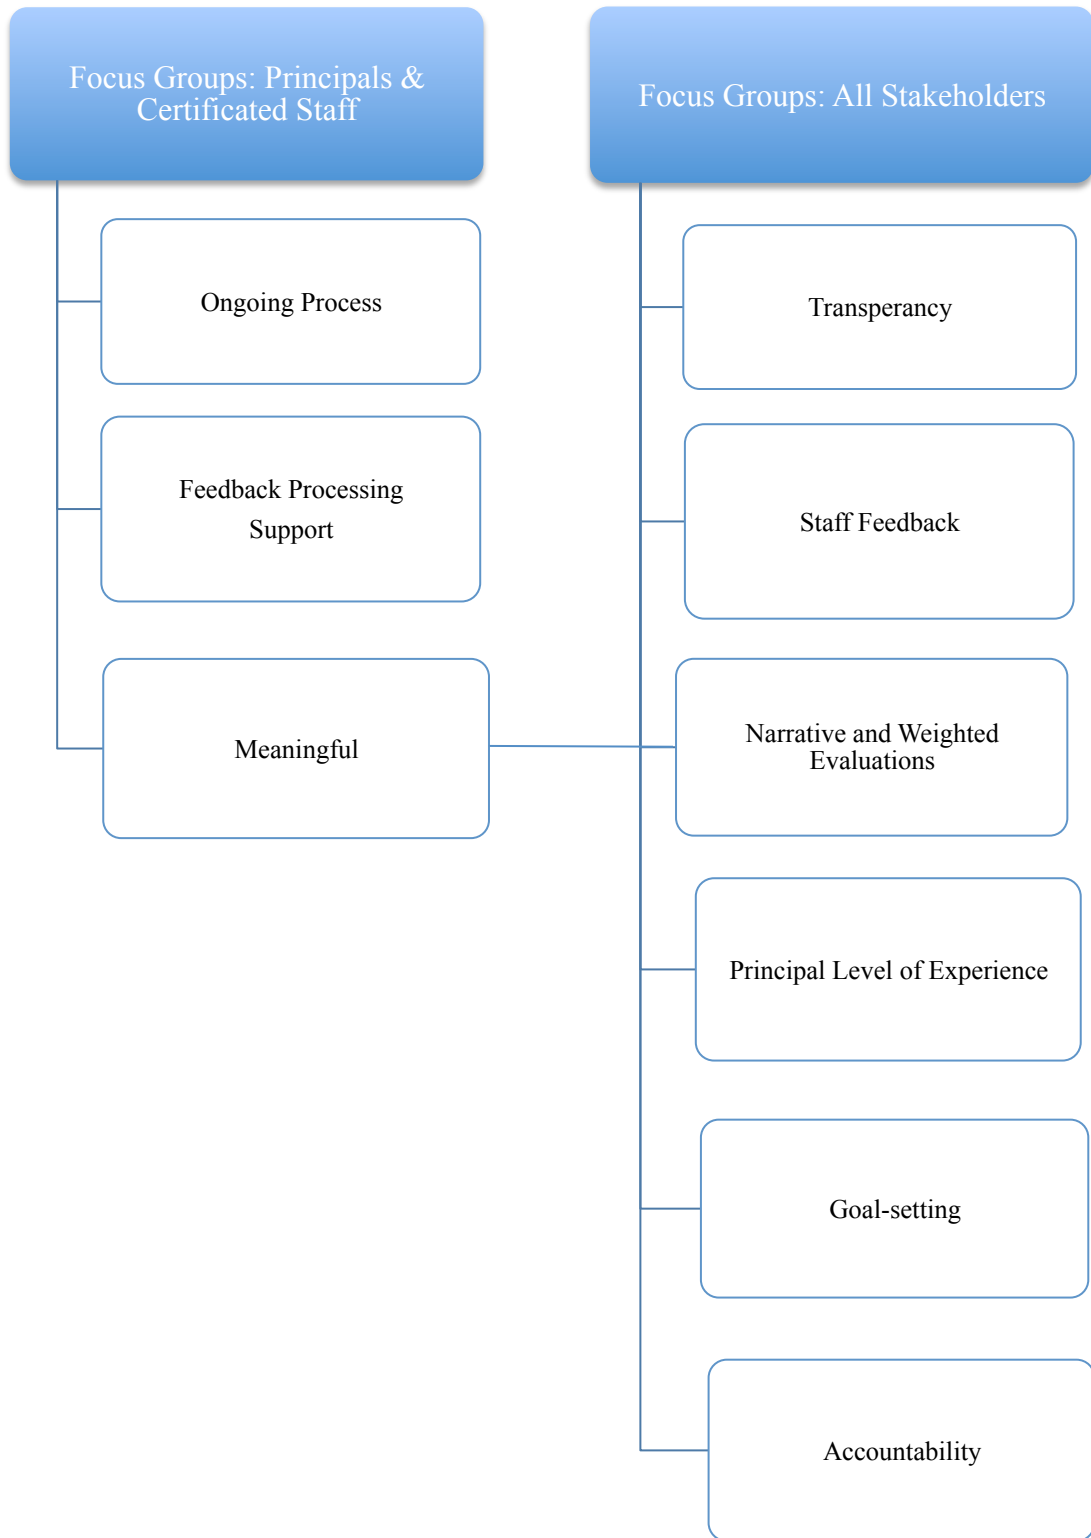 Focus Groups: Principals &
Certificated Staff
Ongoing Process
Feedback Processing
Support
Meaningful
Focus Groups: All Stakeholders
Transperancy
Staff Feedback
Narrative and Weighted
Evaluations
Principal Level of Experience
Goal-setting
Accountability